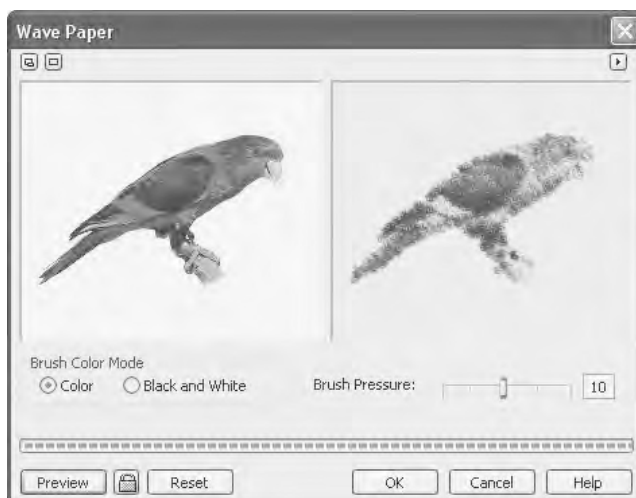 Wave Paper
Brush Color Mode
Color Black and White Brush Pressure: 10
Preview Reset OK Cancel Help